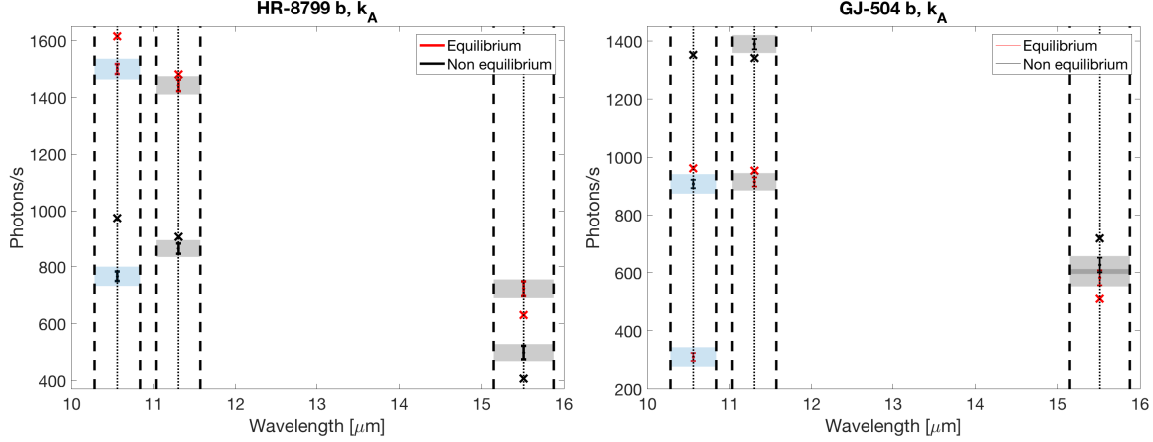 HR-8799 b, kA
Photons/s
1600
1400
1200
1000
800
600
400
10 11 12 13 14 15 16
Wavelength [μm]
Equilibrium
Non equilibrium
GJ-504 b, kA
Photons/s
1400
1200
1000
800
600
400
200
10 11 12 13 14 15 16
Wavelength [μm]
Equilibrium
Non equilibrium